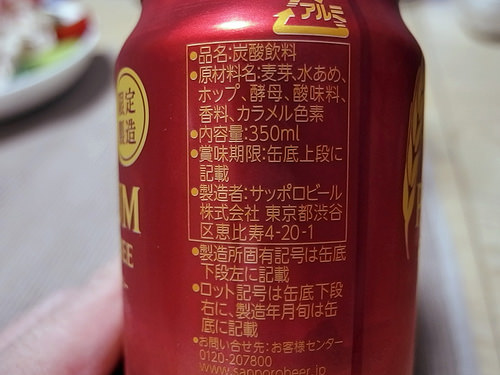 アルミ
限定
製造
UM
EE
●品名:炭酸飲料
●原材料名:麦芽、水あめ、
ホップ、酵母、酸味料、
香料、カラメル色素
●内容量:350ml
●賞味期限:缶底上段に
記載
●製造者:サッポロビール
株式会社 東京都渋谷
区恵比寿4-20-1
●製造所固有記号は缶底
下段左に記載
●ロット記号は缶底下段
右に、製造年月旬は缶
底に記載
●お問い合せ先:お客様センター
0120-207800
www.sapporobeer.jp